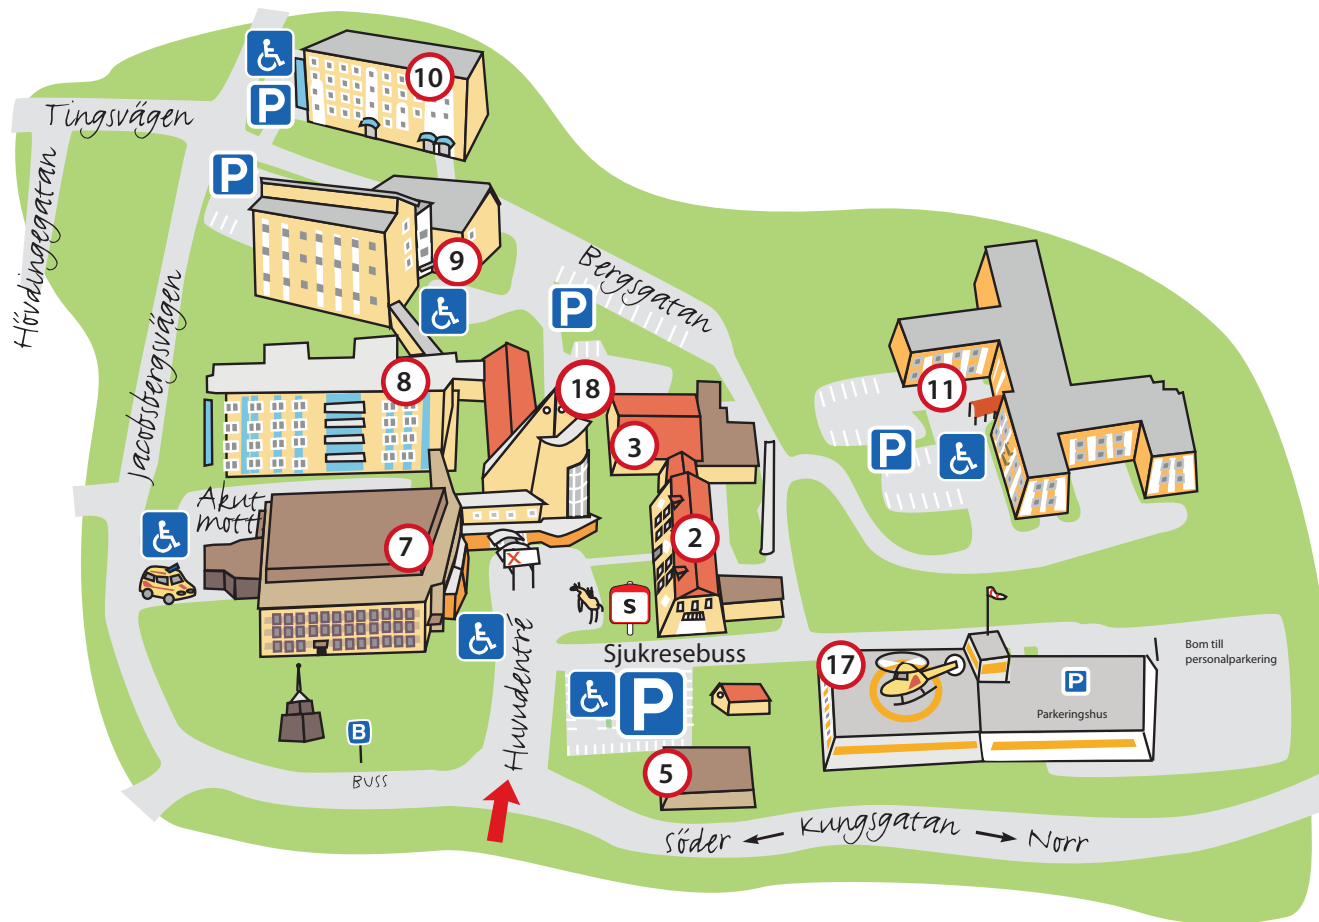 10
P
Tingsvägen
P
Hövdingegatan
9
Bergsgatan
P
Jacobsbergsvägen
8
18
11
3
P
Akut
mott
7
2
S
Huvudentré
Sjukresebuss
17
Bom till
personalparkering
P
P
Parkeringshus
B
BUSS
5
Söder
Kungsgatan
Norr